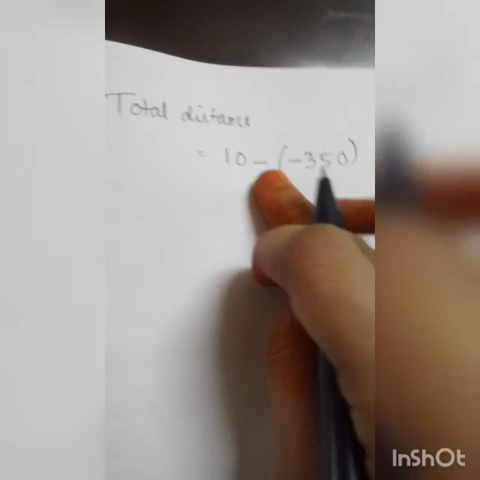 Total distance
= 10 - (-350)
InShOt